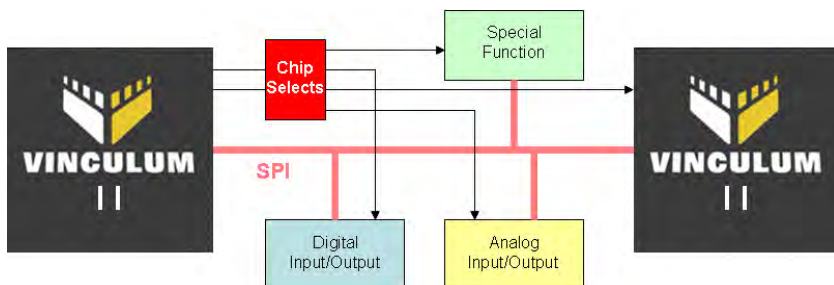 Special
Function
Chip
Selects
VINCULUM
II
SPI
VINCULUM
II
Digital
Input/Output
Analog
Input/Output